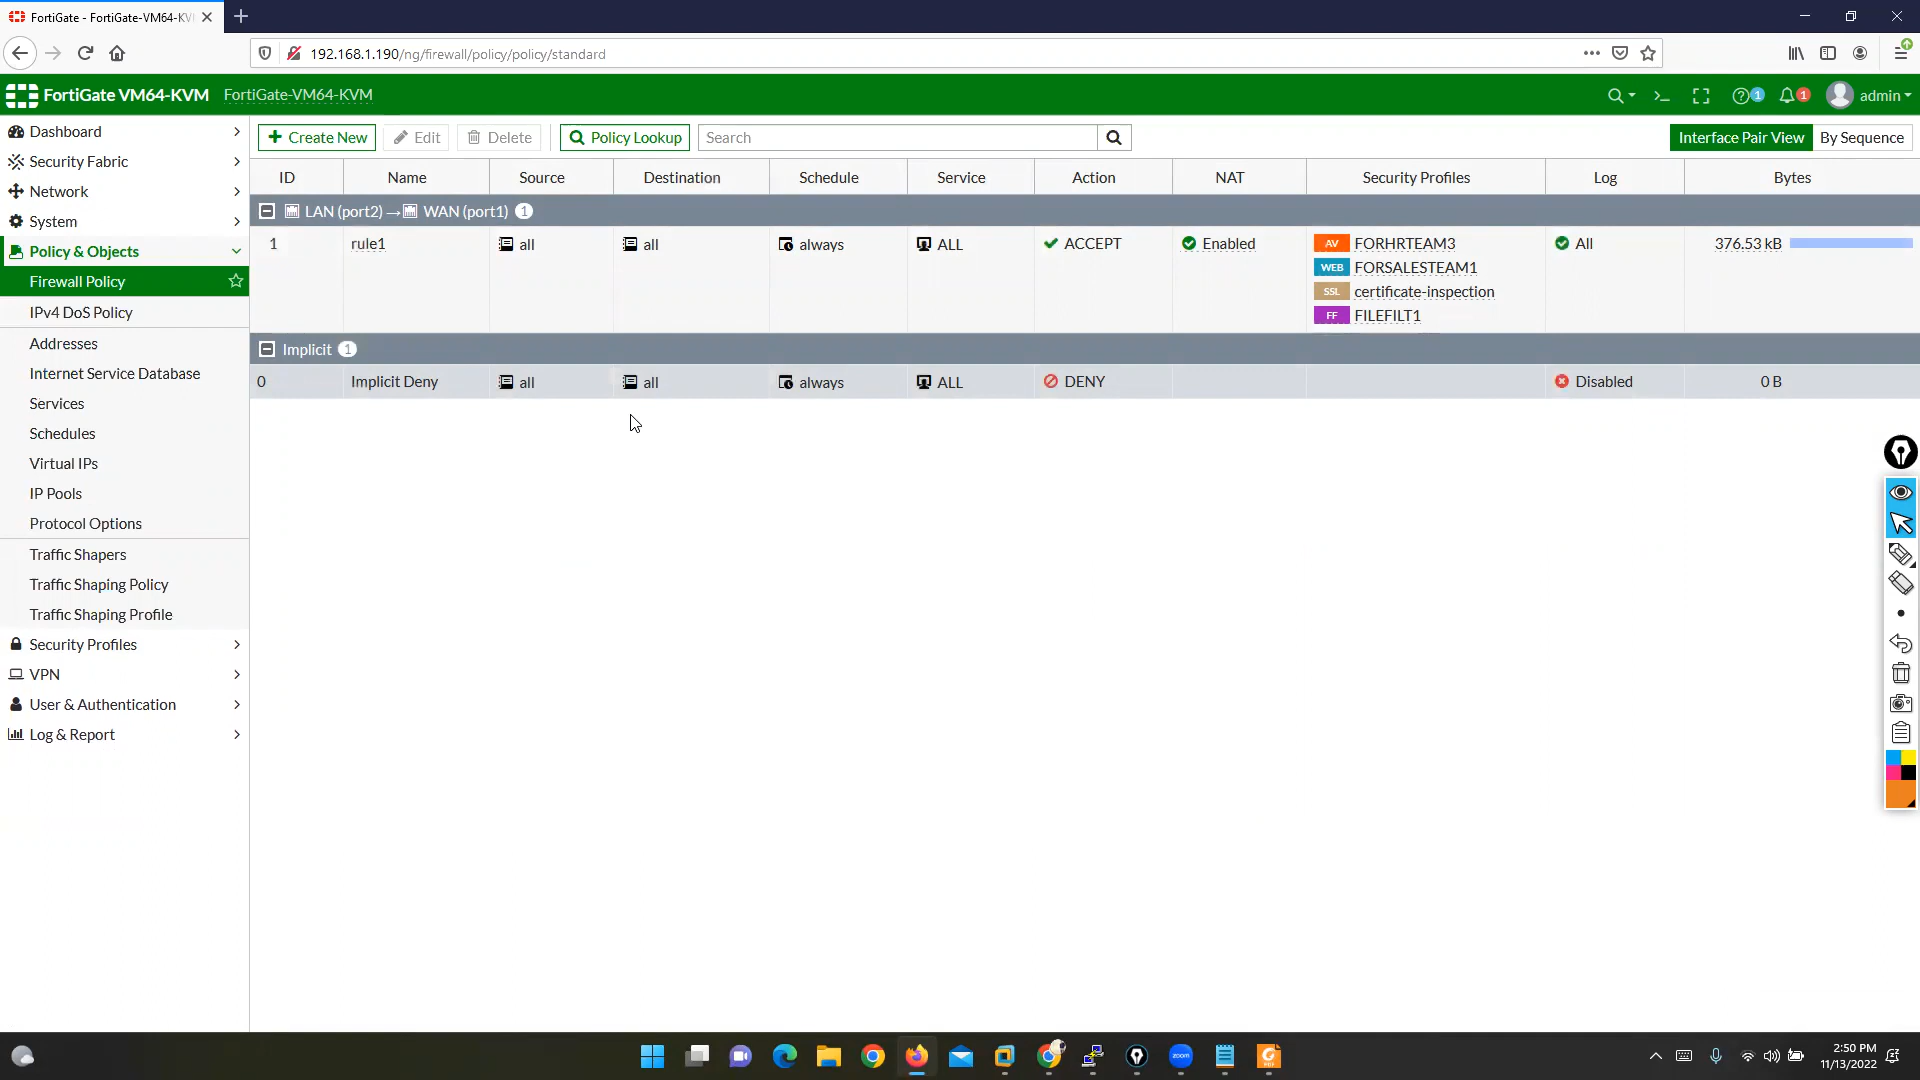 FortiGate - FortiGate-VM64-KV
192.168.1.190/ng/firewall/policy/policy/standard
FortiGate VM64-KVM FortiGate-VM64-KVM
1 1 admin
Dashboard
Security Fabric
Network
System
Policy & Objects
Firewall Policy
IPv4 DoS Policy
Addresses
Internet Service Database
Services
Schedules
Virtual IPs
IP Pools
Protocol Options
Traffic Shapers
Traffic Shaping Policy
Traffic Shaping Profile
Security Profiles
VPN
User & Authentication
Log & Report
Create New Edit Delete Policy Lookup Search Interface Pair View By Sequence
ID Name Source Destination Schedule Service Action NAT Security Profiles Log Bytes
LAN (port2) → WAN (port1) 1
1 rule1 all all always ALL ACCEPT Enabled AV FORHRTEAM3 All 376.53 kB
WEB FORSALESTEAM1
SSL certificate-inspection
FF FILEFILT1
Implicit 1
0 Implicit Deny all all always ALL DENY Disabled 0 B
zoom
PDF
2:50 PM
11/13/2022